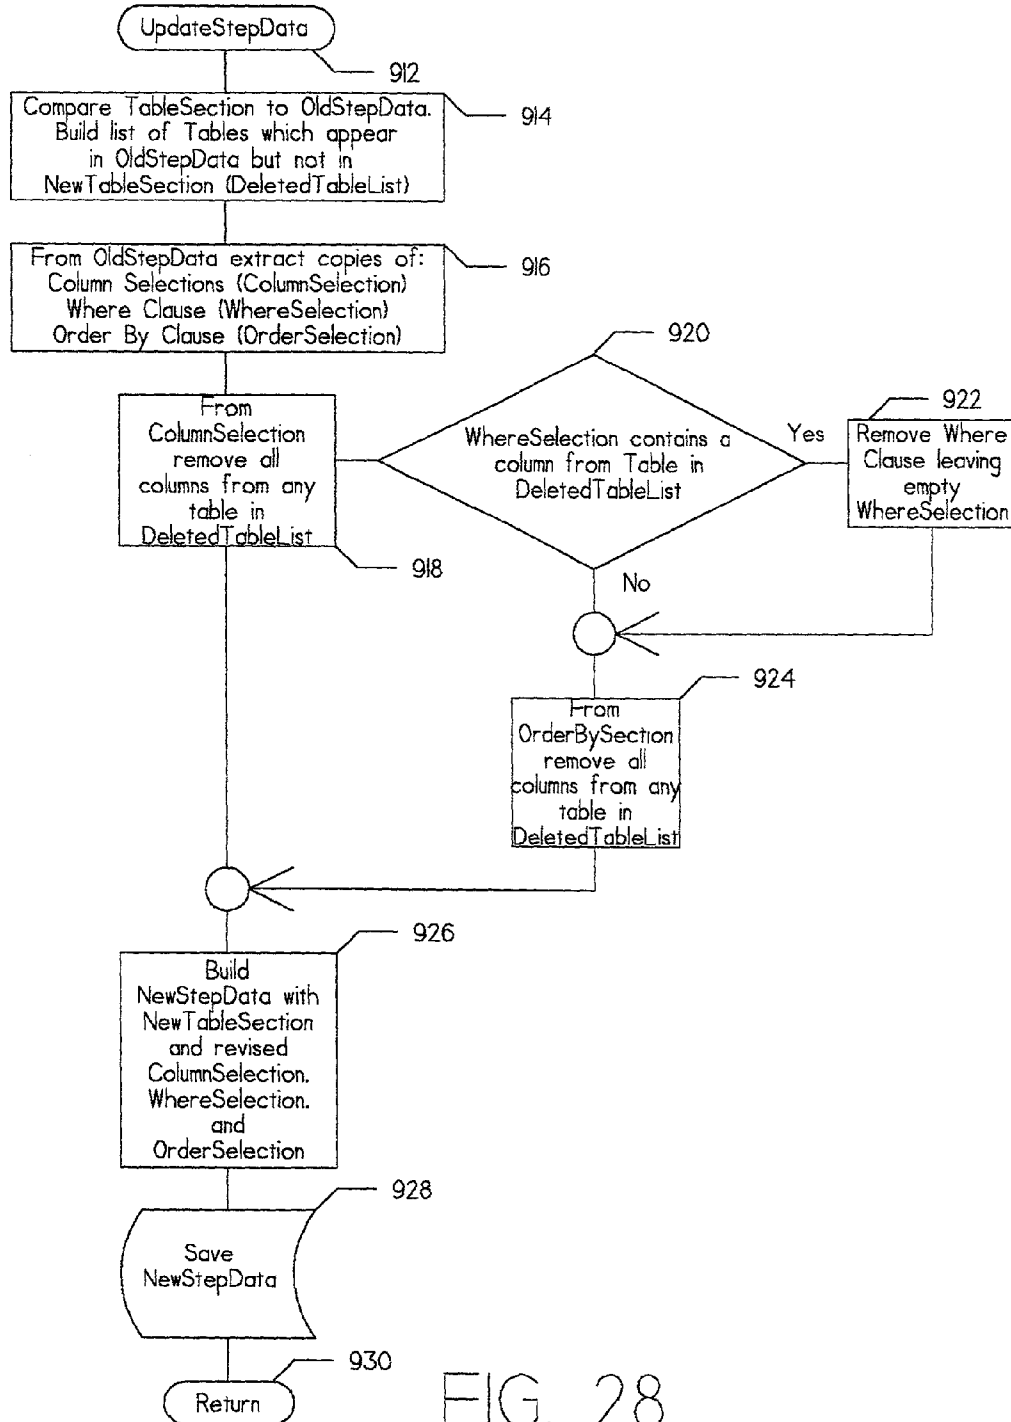 UpdateStepData
912
Compare TableSection to OldStepData.
Build list of Tables which appear
in OldStepData but not in
NewTableSection (DeletedTableList)
914
From OldStepData extract copies of:
Column Selections (ColumnSelection)
Where Clause (WhereSelection)
Order By Clause (OrderSelection)
916
From
ColumnSelection
remove all
columns from any
table in
DeletedTableList
918
920
WhereSelection contains a
column from Table in
DeletedTableList
Yes
No
922
Remove Where
Clause leaving
empty
WhereSelection
924
From
OrderBySection
remove all
columns from any
table in
DeletedTableList
926
Build
NewStepData with
NewTableSection
and revised
ColumnSelection.
WhereSelection.
and
OrderSelection
928
Save
NewStepData
930
Return
FIG. 28